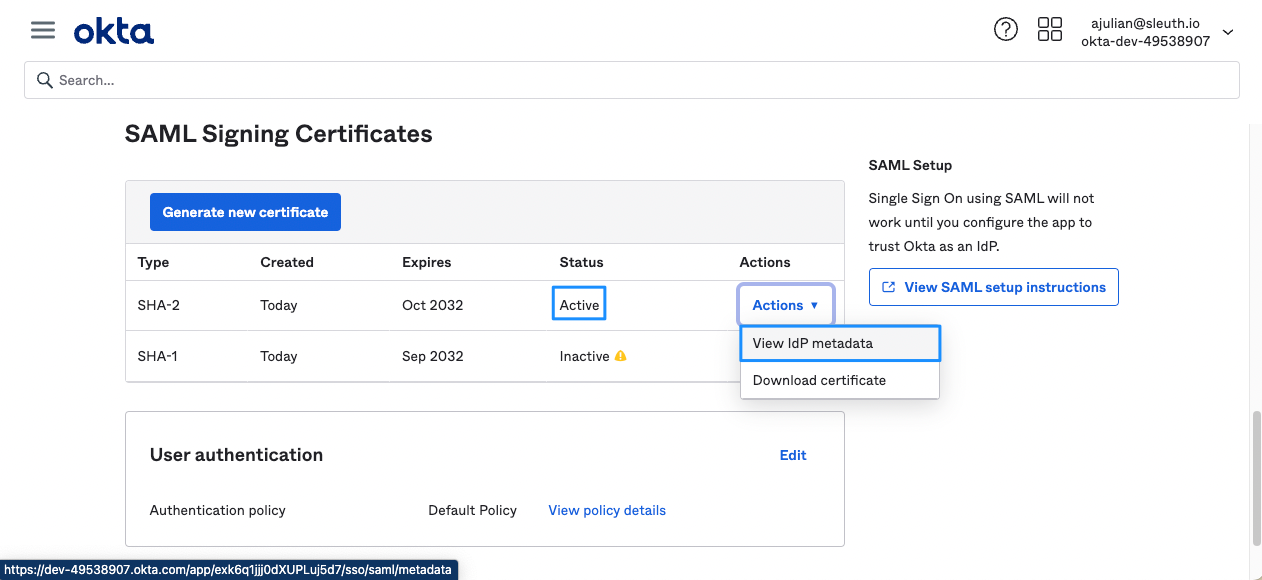 okta
ajulian@sleuth.io
okta-dev-49538907
Search...
SAML Signing Certificates
Generate new certificate
Type Created Expires Status Actions
SHA-2 Today Oct 2032 Active Actions ▼
SHA-1 Today Sep 2032 Inactive
View IdP metadata
Download certificate
SAML Setup
Single Sign On using SAML will not
work until you configure the app to
trust Okta as an IdP.
View SAML setup instructions
User authentication Edit
Authentication policy Default Policy View policy details
https://dev-49538907.okta.com/app/exk6q1jjj0dXUPLuj5d7/sso/saml/metadata